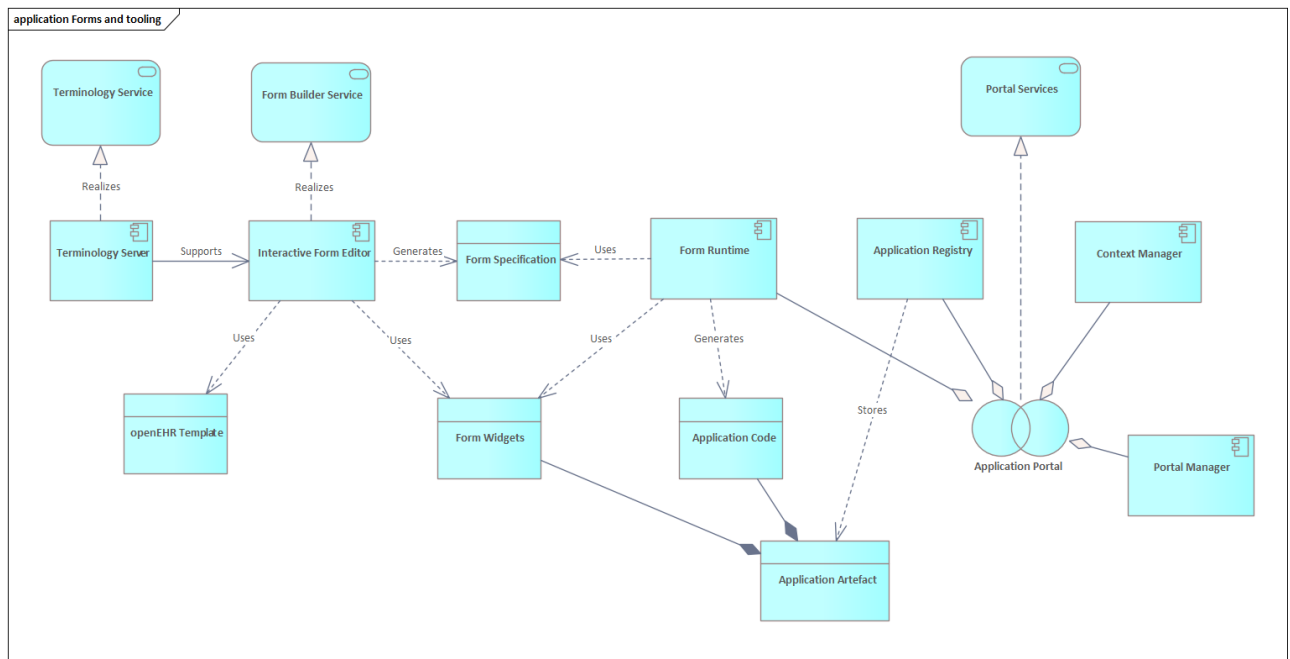 application Forms and tooling
Terminology Service
Form Builder Service
Portal Services
Realizes
Realizes
Terminology Server
Supports
Interactive Form Editor
Generates
Form Specification
Uses
Form Runtime
Application Registry
Context Manager
Uses
Uses
Uses
Generates
Stores
openEHR Template
Form Widgets
Application Code
Application Portal
Portal Manager
Application Artefact